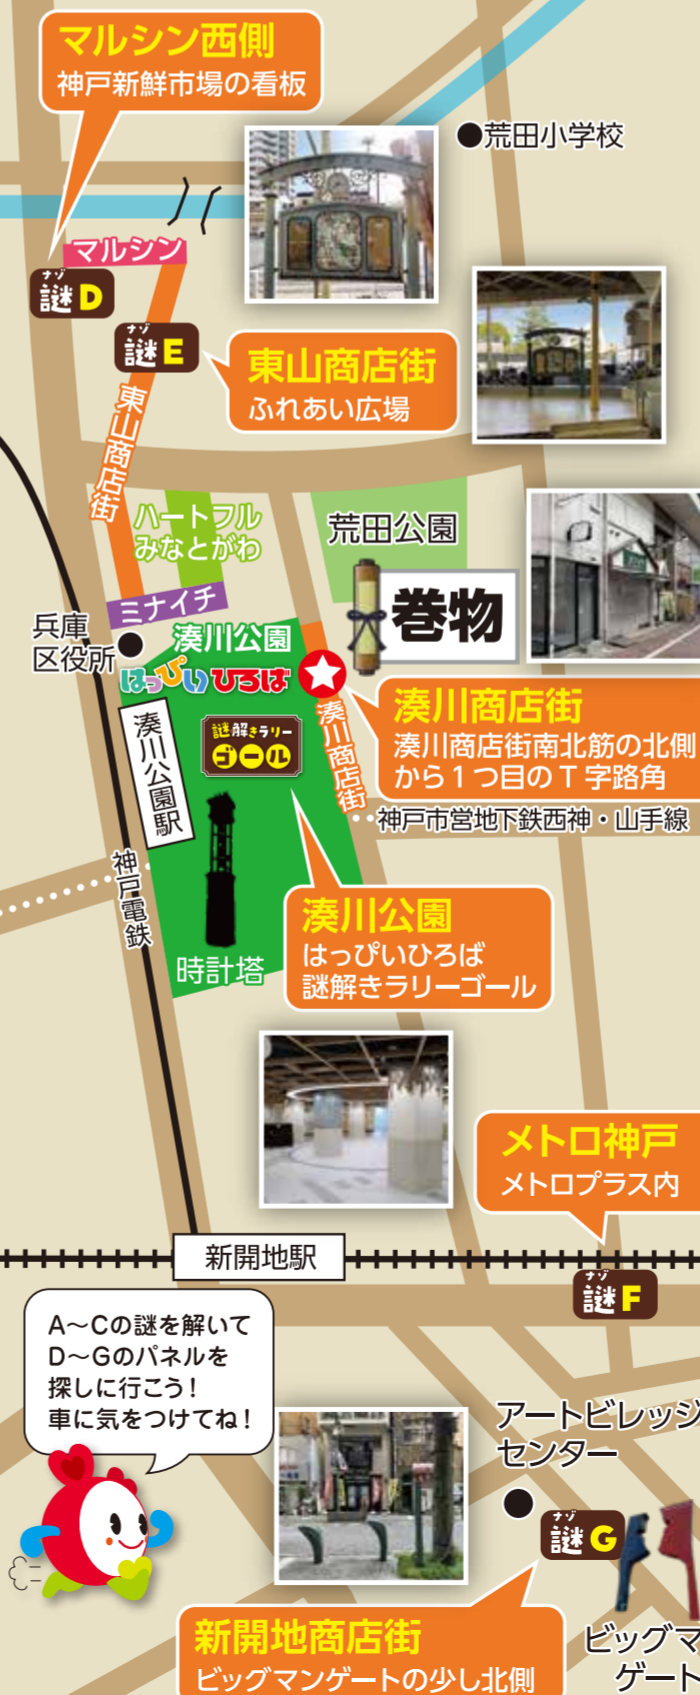 マルシン西側
神戸新鮮市場の看板
荒田小学校
マルシン
ナゾ
謎D
ナゾ
謎E
東山商店街
ふれあい広場
東山商店街
ハートフル
みなとがわ
荒田公園
巻物
ミナイチ
兵庫
区役所
湊川公園
はっぴいひろば
湊川商店街
湊川商店街南北筋の北側
から1つ目のT字路角
湊川商店街
湊川公園駅
謎解きラリー
ゴール
神戸市営地下鉄西神・山手線
神戸電鉄
湊川公園
はっぴいひろば
謎解きラリーゴール
時計塔
メトロ神戸
メトロプラス内
新開地駅
ナゾ
謎F
A〜Cの謎を解いて
D〜Gのパネルを
探しに行こう!
車に気をつけてね!
アートビレッジ
センター
ナゾ
謎G
新開地商店街
ビッグマンゲートの少し北側
ビッグマ
ゲート